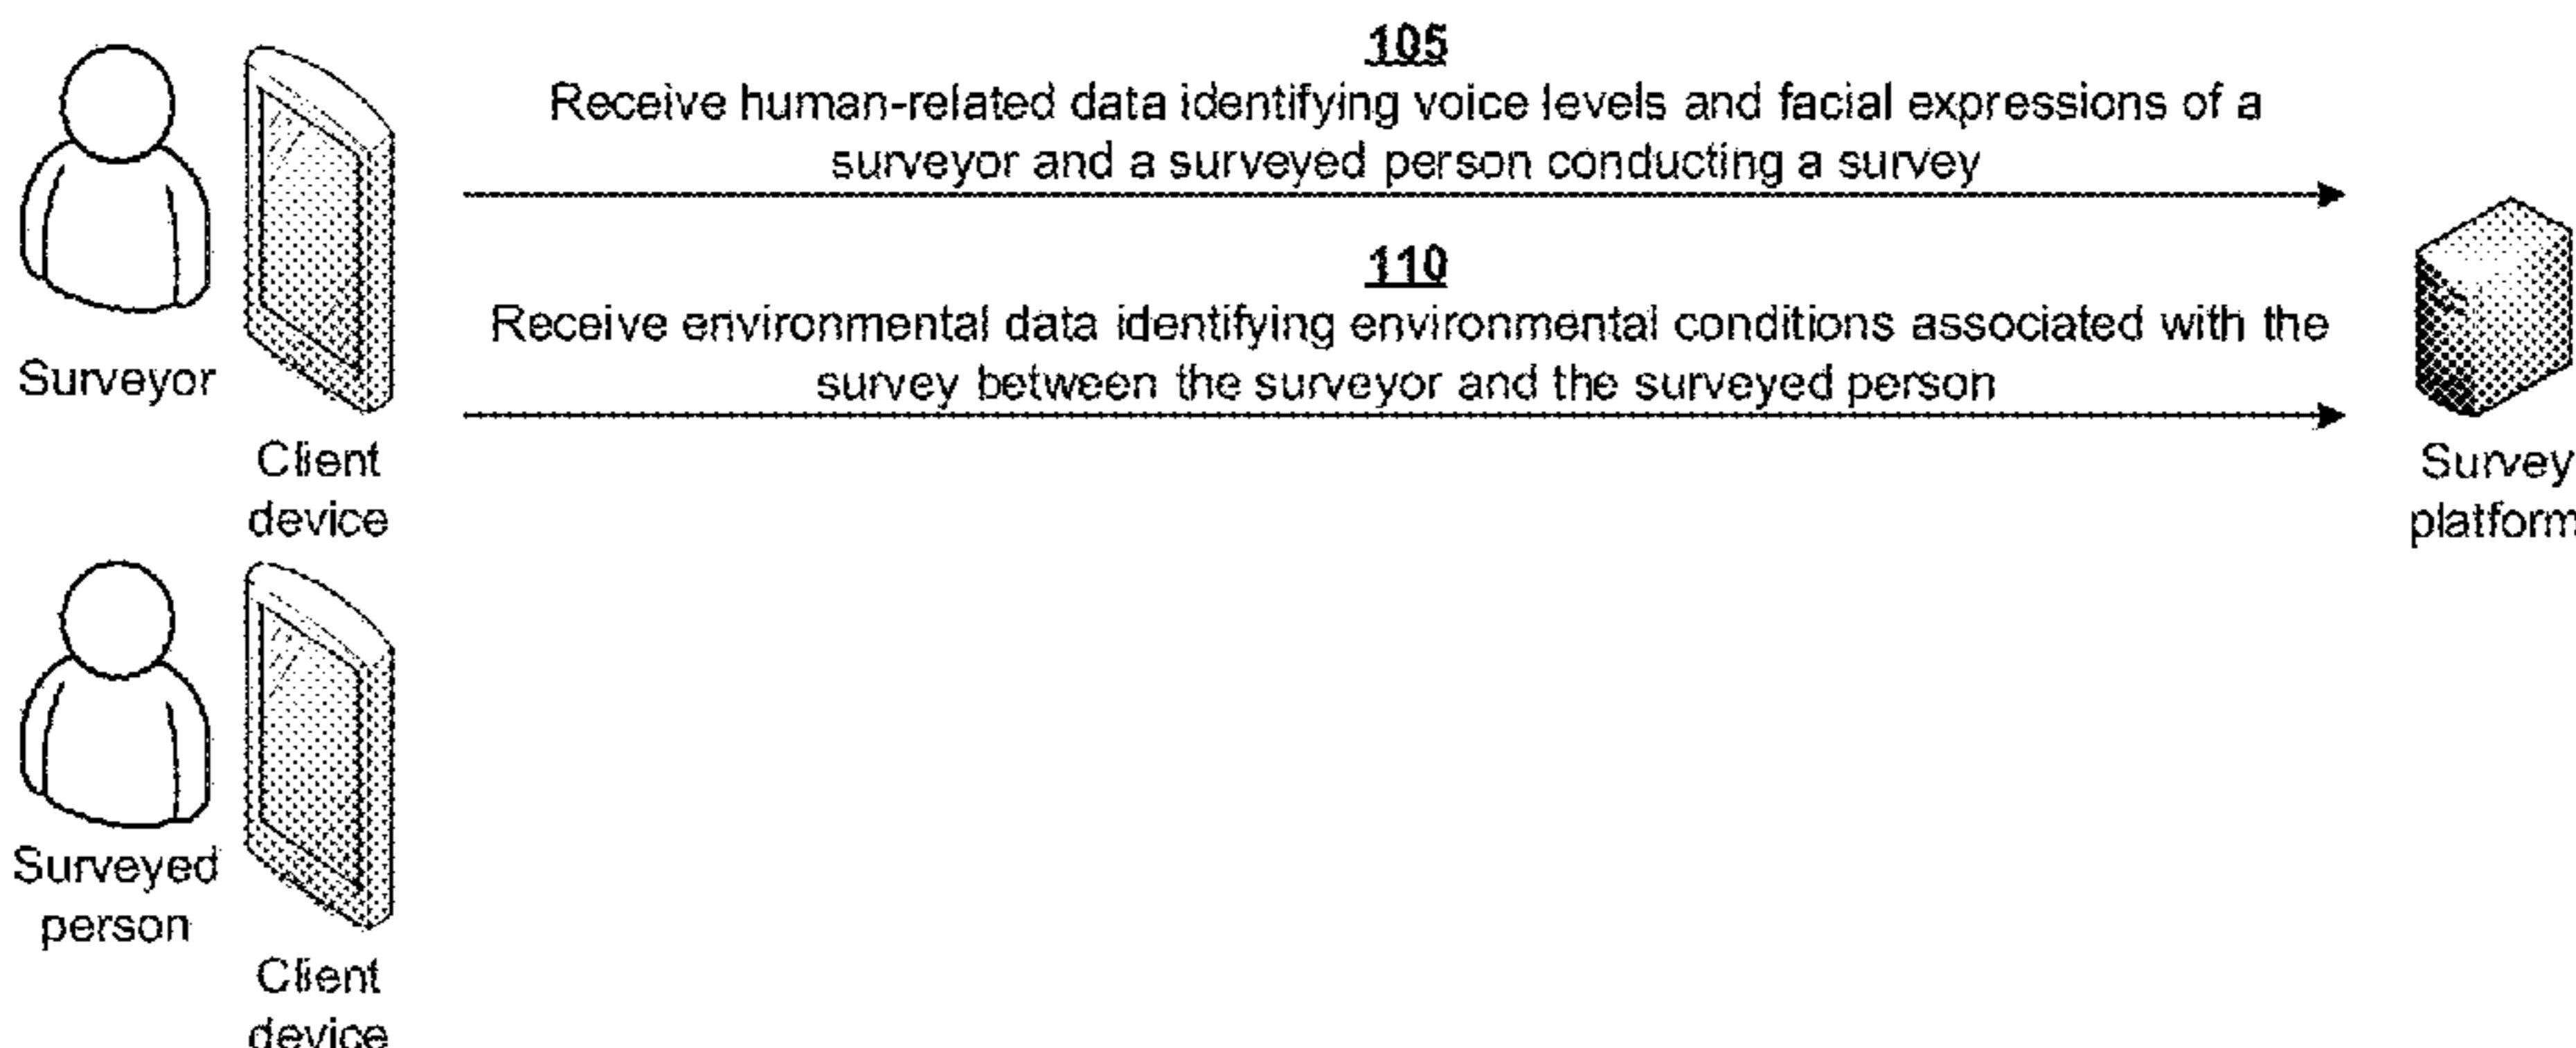 105
Receive human-related data identifying voice levels and facial expressions of a
surveyor and a surveyed person conducting a survey
110
Receive environmental data identifying environmental conditions associated with the
survey between the surveyor and the surveyed person
Surveyor
Client
device
Survey
platform
Surveyed
person
Client
device